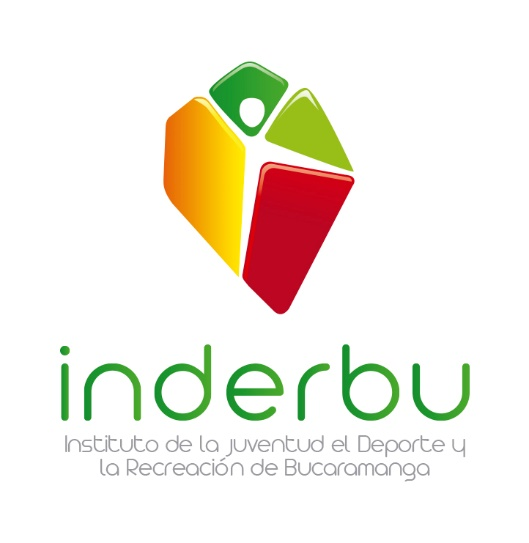 inderbu
Instituto de la juventud el Deporte y
la Recreación de Bucaramanga